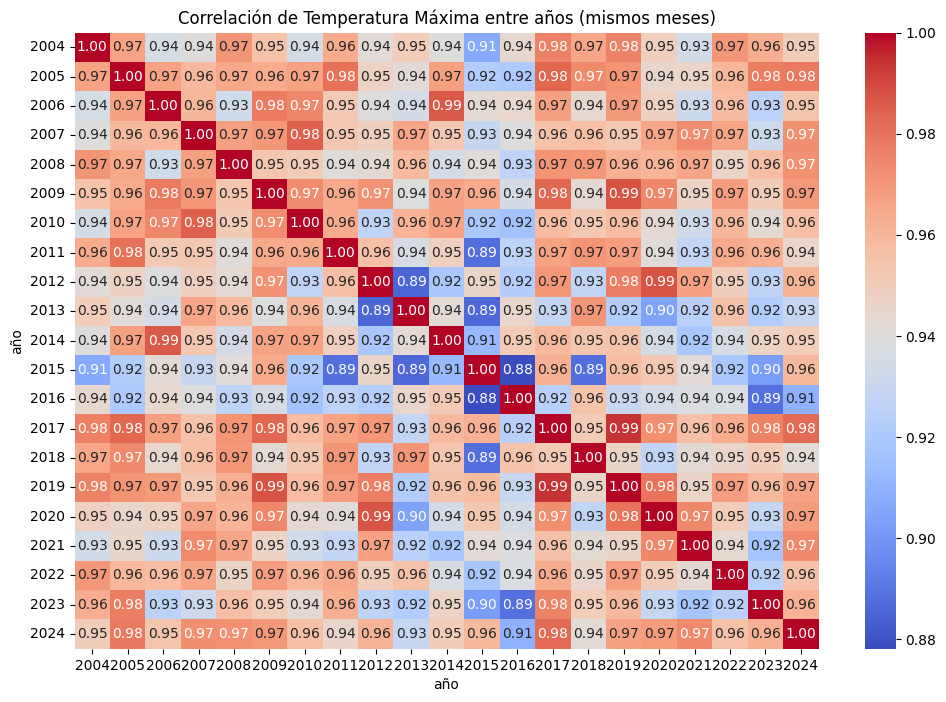 Correlación de Temperatura Máxima entre años (mismos meses)
2004 1.00 0.97 0.94 0.94 0.97 0.95 0.94 0.96 0.94 0.95 0.94 0.91 0.94 0.98 0.97 0.98 0.95 0.93 0.97 0.96 0.95
2005 0.97 1.00 0.97 0.96 0.97 0.96 0.97 0.98 0.95 0.94 0.97 0.92 0.92 0.98 0.97 0.97 0.94 0.95 0.96 0.98 0.98
2006 0.94 0.97 1.00 0.96 0.93 0.98 0.97 0.95 0.94 0.94 0.99 0.94 0.94 0.97 0.94 0.97 0.95 0.93 0.96 0.93 0.95
2007 0.94 0.96 0.96 1.00 0.97 0.97 0.98 0.95 0.95 0.97 0.95 0.93 0.94 0.96 0.96 0.95 0.97 0.97 0.97 0.93 0.97
2008 0.97 0.97 0.93 0.97 1.00 0.95 0.95 0.94 0.94 0.96 0.94 0.94 0.93 0.97 0.97 0.96 0.96 0.97 0.95 0.96 0.97
2009 0.95 0.96 0.98 0.97 0.95 1.00 0.97 0.96 0.97 0.94 0.97 0.96 0.94 0.98 0.94 0.99 0.97 0.95 0.97 0.95 0.97
2010 0.94 0.97 0.97 0.98 0.95 0.97 1.00 0.96 0.93 0.96 0.97 0.92 0.92 0.96 0.95 0.96 0.94 0.93 0.96 0.94 0.96
2011 0.96 0.98 0.95 0.95 0.94 0.96 0.96 1.00 0.96 0.94 0.95 0.89 0.93 0.97 0.97 0.97 0.94 0.93 0.96 0.96 0.94
2012 0.94 0.95 0.94 0.95 0.94 0.97 0.93 0.96 1.00 0.89 0.92 0.95 0.92 0.97 0.93 0.98 0.99 0.97 0.95 0.93 0.96
2013 0.95 0.94 0.94 0.97 0.96 0.94 0.96 0.94 0.89 1.00 0.94 0.89 0.95 0.93 0.97 0.92 0.90 0.92 0.96 0.92 0.93
2014 0.94 0.97 0.99 0.95 0.94 0.97 0.97 0.95 0.92 0.94 1.00 0.91 0.95 0.96 0.95 0.96 0.94 0.92 0.94 0.95 0.95
2015 0.91 0.92 0.94 0.93 0.94 0.96 0.92 0.89 0.95 0.89 0.91 1.00 0.88 0.96 0.89 0.96 0.95 0.94 0.92 0.90 0.96
2016 0.94 0.92 0.94 0.94 0.93 0.94 0.92 0.93 0.92 0.95 0.95 0.88 1.00 0.92 0.96 0.93 0.94 0.94 0.94 0.89 0.91
2017 0.98 0.98 0.97 0.96 0.97 0.98 0.96 0.97 0.97 0.93 0.96 0.96 0.92 1.00 0.95 0.99 0.97 0.96 0.96 0.98 0.98
2018 0.97 0.97 0.94 0.96 0.97 0.94 0.95 0.97 0.93 0.97 0.95 0.89 0.96 0.95 1.00 0.95 0.93 0.94 0.95 0.95 0.94
2019 0.98 0.97 0.97 0.95 0.96 0.99 0.96 0.97 0.98 0.92 0.96 0.96 0.93 0.99 0.95 1.00 0.98 0.95 0.97 0.96 0.97
2020 0.95 0.94 0.95 0.97 0.96 0.97 0.94 0.94 0.99 0.90 0.94 0.95 0.94 0.97 0.93 0.98 1.00 0.97 0.95 0.93 0.97
2021 0.93 0.95 0.93 0.97 0.97 0.95 0.93 0.93 0.97 0.92 0.92 0.94 0.94 0.96 0.94 0.95 0.97 1.00 0.94 0.92 0.97
2022 0.97 0.96 0.96 0.97 0.95 0.97 0.96 0.96 0.95 0.96 0.94 0.92 0.94 0.96 0.95 0.97 0.95 0.94 1.00 0.92 0.96
2023 0.96 0.98 0.93 0.93 0.96 0.95 0.94 0.96 0.93 0.92 0.95 0.90 0.89 0.98 0.95 0.96 0.93 0.92 0.92 1.00 0.96
2024 0.95 0.98 0.95 0.97 0.97 0.97 0.96 0.94 0.96 0.93 0.95 0.96 0.91 0.98 0.94 0.97 0.97 0.97 0.96 0.96 1.00
2004 2005 2006 2007 2008 2009 2010 2011 2012 2013 2014 2015 2016 2017 2018 2019 2020 2021 2022 2023 2024
año
año
1.00
0.98
0.96
0.94
0.92
0.90
0.88